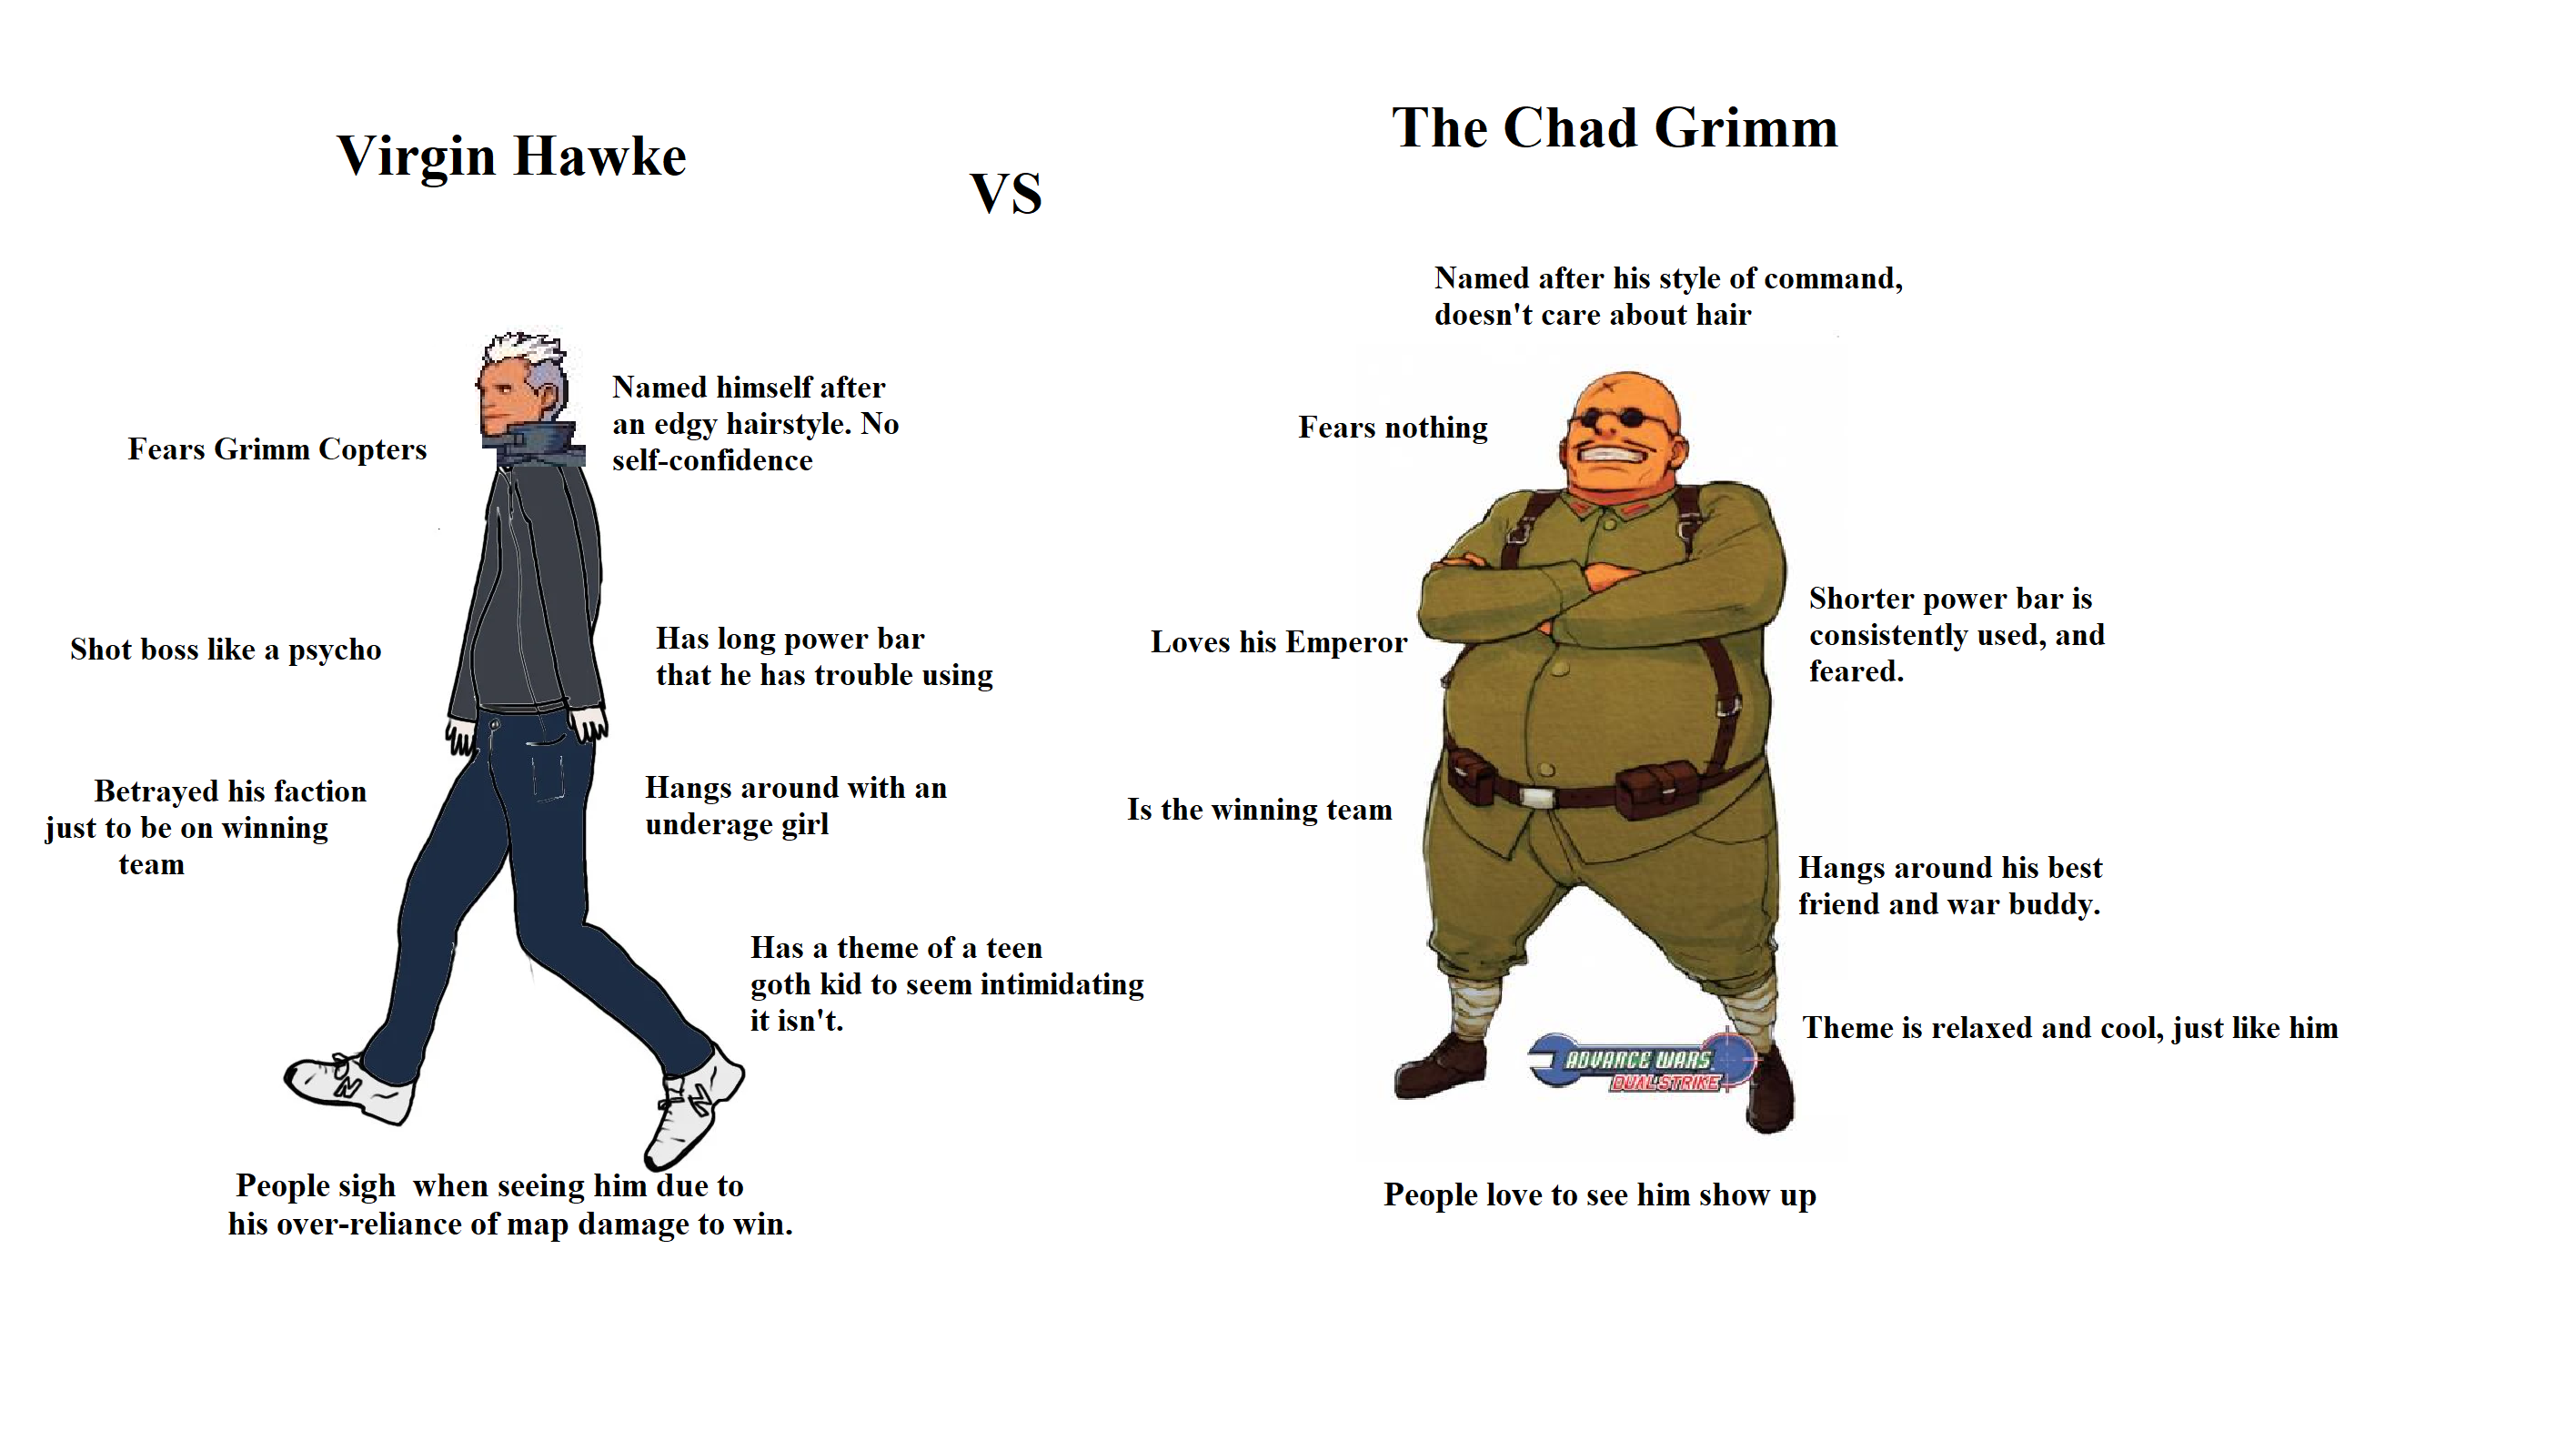 Virgin Hawke
VS
The Chad Grimm
Fears Grimm Copters
Named himself after
an edgy hairstyle. No
self-confidence
Shot boss like a psycho
Has long power bar
that he has trouble using
Betrayed his faction
just to be on winning
team
Hangs around with an
underage girl
Has a theme of a teen
goth kid to seem intimidating
it isn't.
People sigh  when seeing him due to
his over-reliance of map damage to win.
Named after his style of command,
doesn't care about hair
Fears nothing
Loves his Emperor
Shorter power bar is
consistently used, and
feared.
Is the winning team
Hangs around his best
friend and war buddy.
Theme is relaxed and cool, just like him
ADVANCE WARS
DUAL STRIKE
People love to see him show up